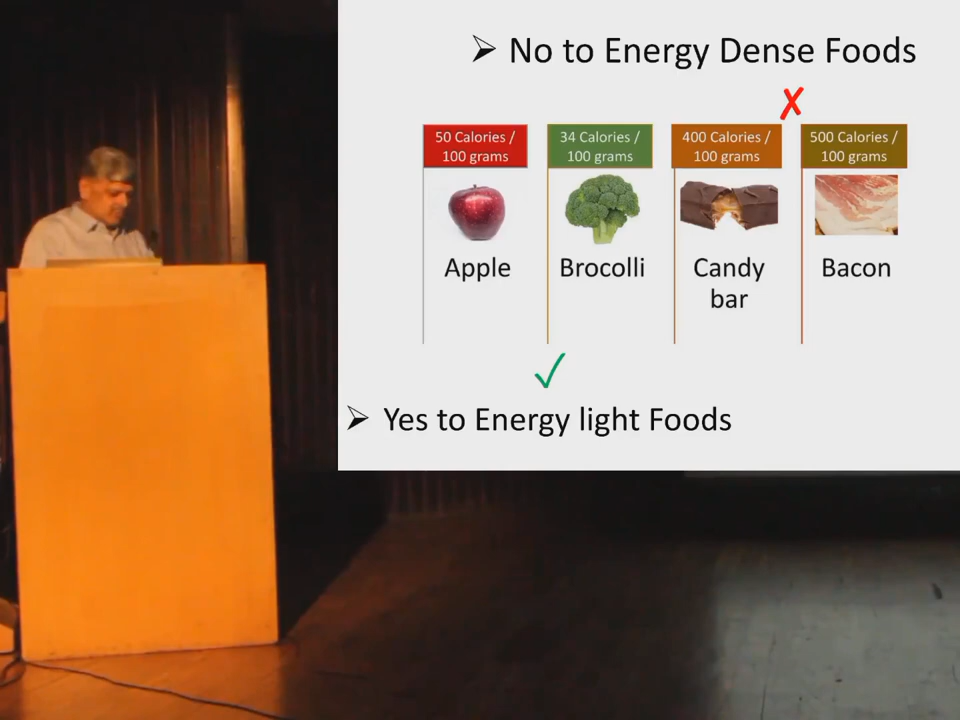 ➢ No to Energy Dense Foods
✗
50 Calories /
100 grams
34 Calories /
100 grams
400 Calories /
100 grams
500 Calories /
100 grams
Apple
Brocolli
Candy
bar
Bacon
✓
➢ Yes to Energy light Foods